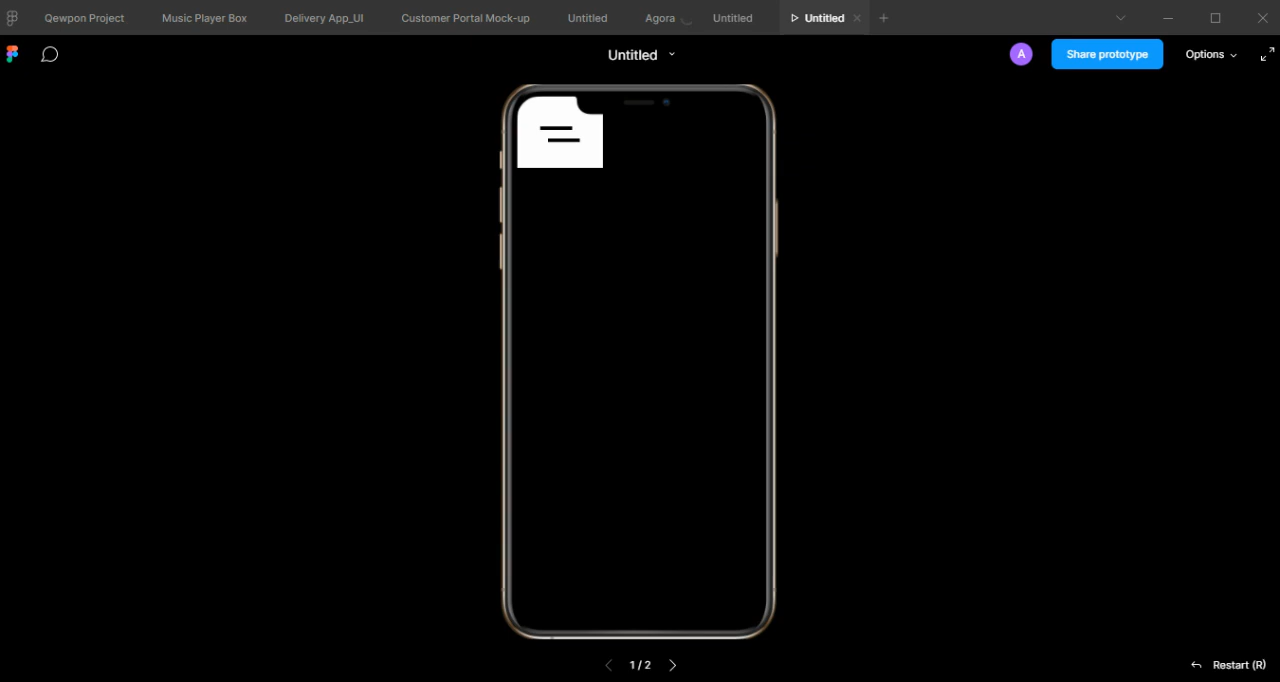 Qewpon Project Music Player Box Delivery App_UI Customer Portal Mock-up Untitled Agora Untitled Untitled
Untitled A Share prototype Options
1 / 2 Restart (R)